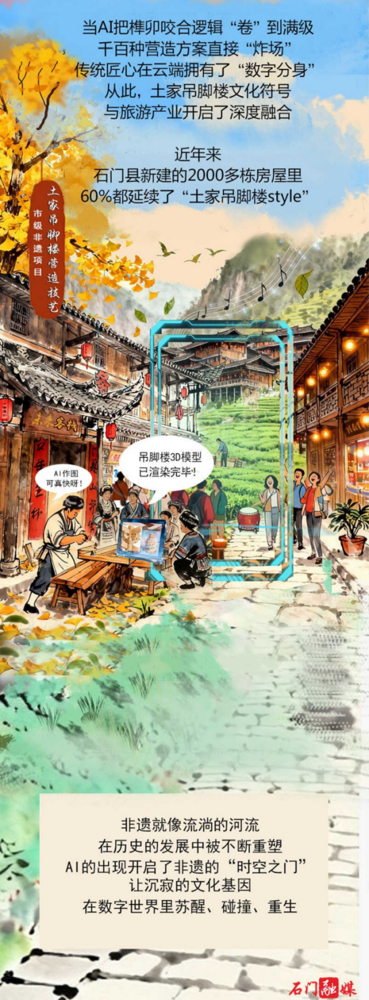 当AI把榫卯咬合逻辑“卷”到满级
千百种营造方案直接“炸场”
传统匠心在云端拥有了“数字分身”
从此，土家吊脚楼文化符号
与旅游产业开启了深度融合
近年来
石门县新建的2000多栋房屋里
60%都延续了“土家吊脚楼style”
土家吊脚楼营造技艺
市级非遗项目
未来客栈
吊脚楼3D模型
已渲染完毕！
AI作图
可真快呀！
非遗就像流淌的河流
在历史的发展中被不断重塑
AI的出现开启了非遗的“时空之门”
让沉寂的文化基因
在数字世界里苏醒、碰撞、重生
石门融媒